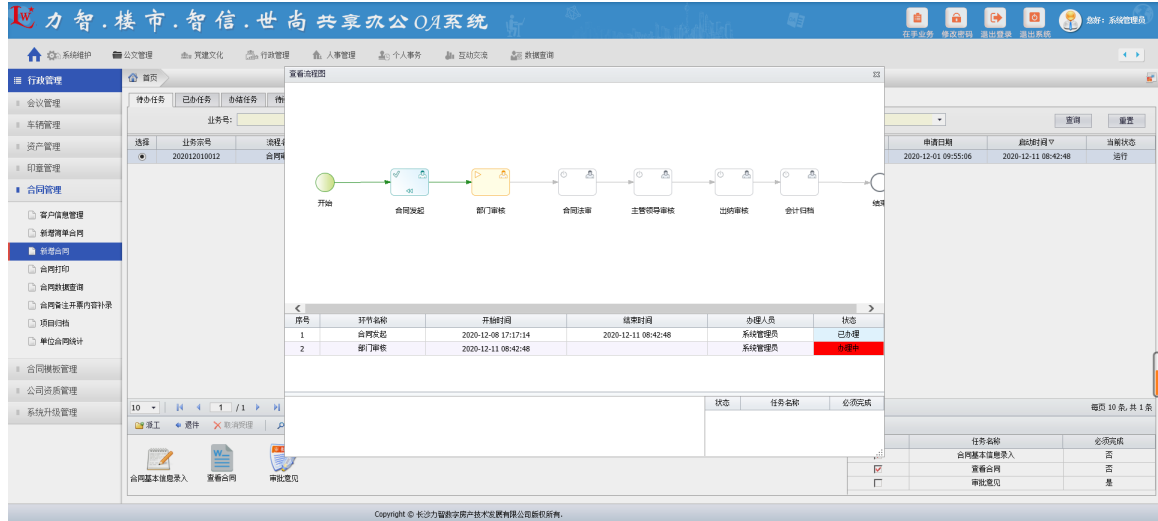 力智.楼市.智信.世尚共享办公OA系统
在手业务 修改密码 退出登录 退出系统 您好：系统管理员
系统维护 公文管理 党建文化 行政管理 人事管理 个人事务 互动交流 数据查询
行政管理
会议管理
车辆管理
资产管理
印章管理
合同管理
客户信息管理
新增简单合同
新增合同
合同打印
合同数据查询
合同备注开票内容补录
项目归档
单位合同统计
合同模板管理
公司资质管理
系统升级管理
首页
待办任务 已办任务 办结任务
业务号： 查询 重置
选择 业务宗号 申请日期 启动时间 当前状态
202012010012 2020-12-01 09:55:06 2020-12-11 08:42:48 运行
查看流程图
开始 合同发起 部门审核 合同法审 主管领导审核 出纳审核 会计归档
序号 环节名称 开始时间 结束时间 办理人员 状态
1 合同发起 2020-12-08 17:17:14 2020-12-11 08:42:48 系统管理员 已办理
2 部门审核 2020-12-11 08:42:48 系统管理员 办理中
状态 任务名称 必须完成
10 1 /1 每页 10 条, 共 1 条
派工 退件 取消受理
合同基本信息录入 查看合同 审批意见
任务名称 必须完成
合同基本信息录入 否
查看合同 否
审批意见 是
Copyright © 长沙力智数字房产技术发展有限公司版权所有.